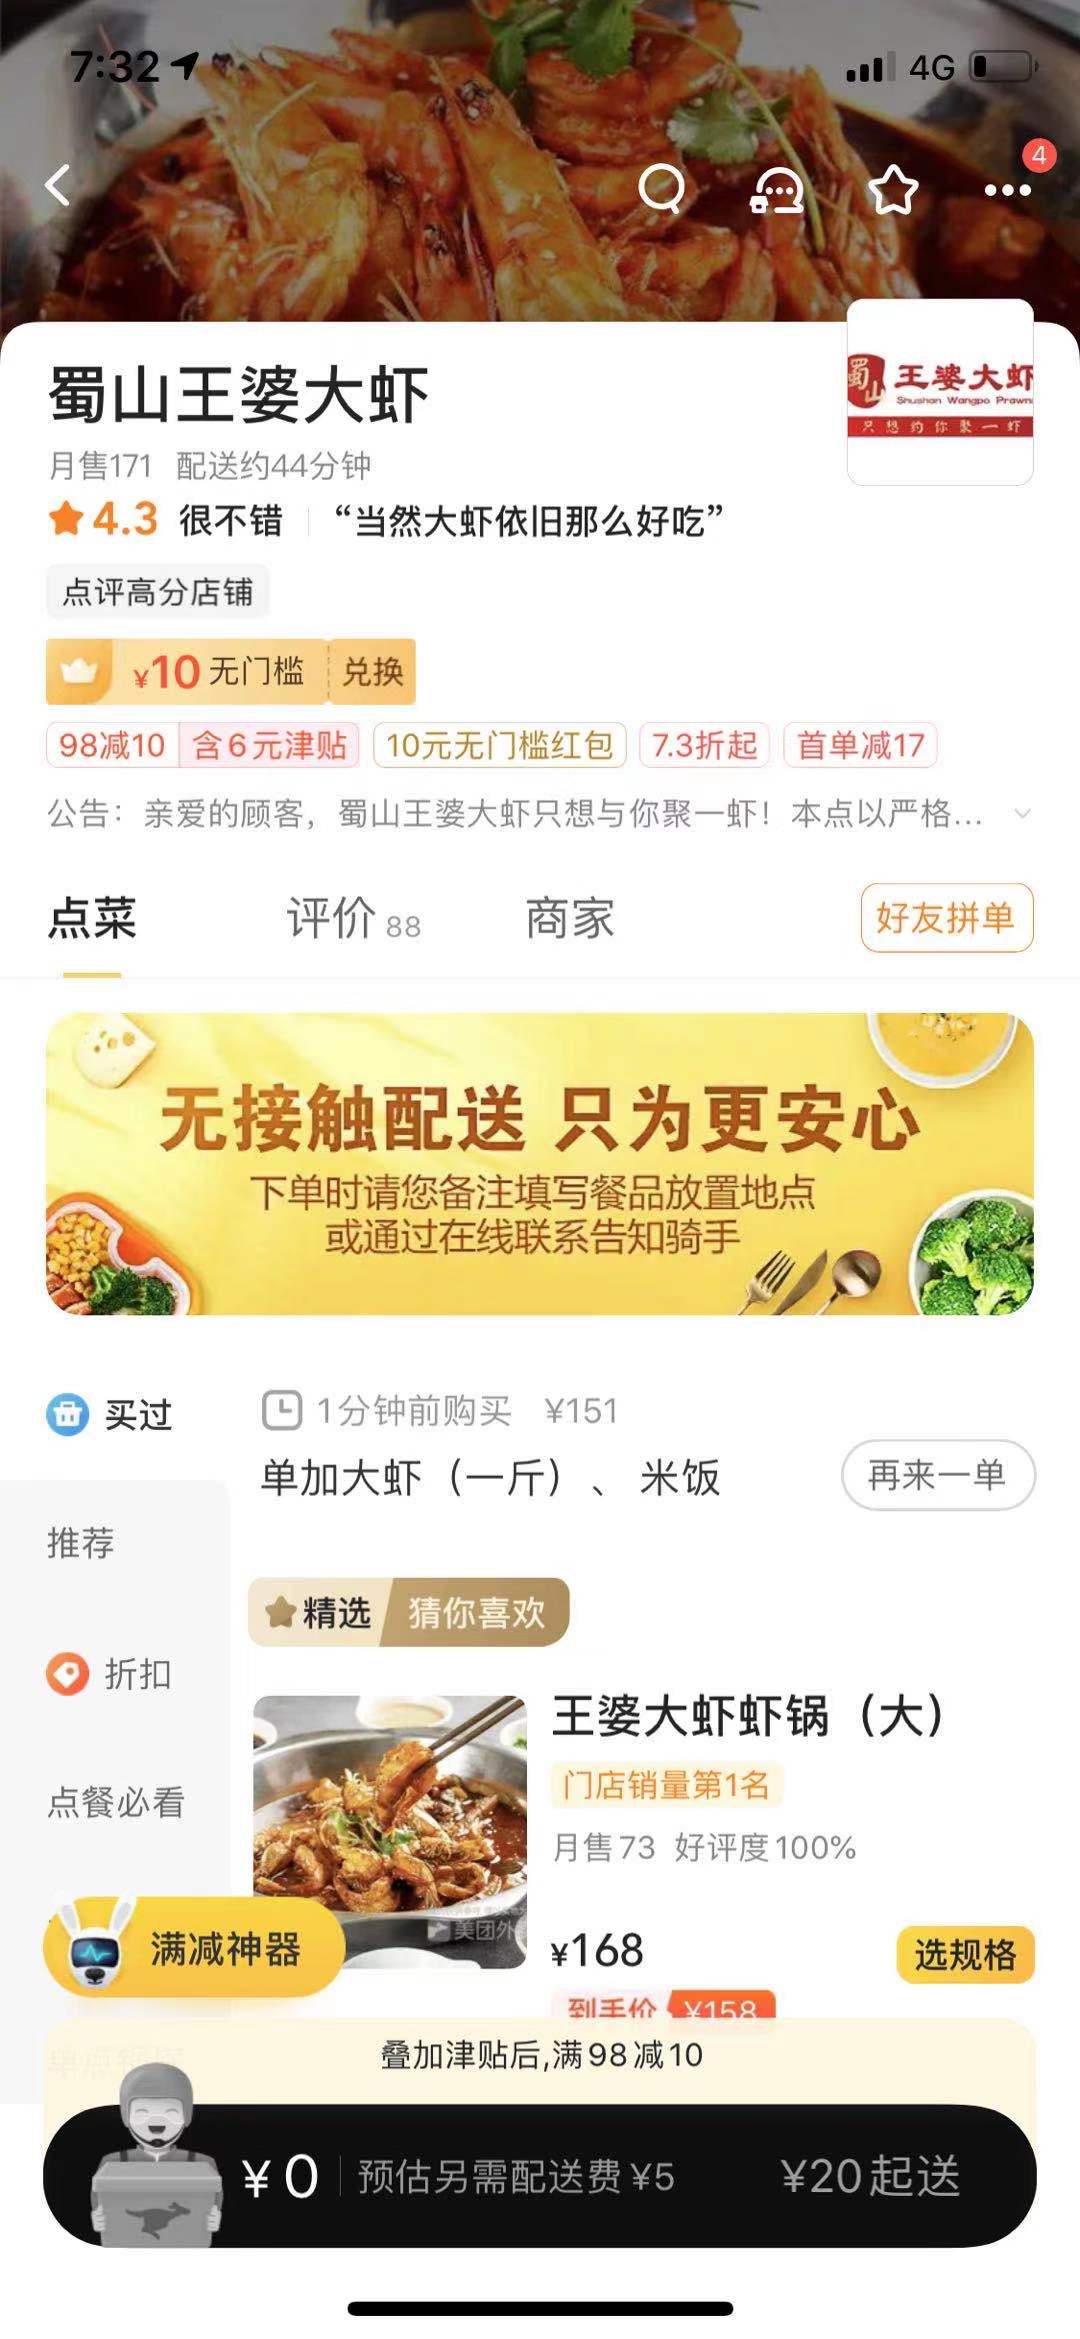 7:32
4G
4
蜀山王婆大虾
蜀山 王婆大虾
Shushan Wangpo Prawn
只想约你聚一虾
月售171 配送约44分钟
4.3 很不错 “当然大虾依旧那么好吃”
点评高分店铺
¥10 无门槛 兑换
98减10 含6元津贴 10元无门槛红包 7.3折起 首单减17
公告：亲爱的顾客，蜀山王婆大虾只想与你聚一虾！本点以严格...
点菜 评价 88 商家 好友拼单
无接触配送 只为更安心
下单时请您备注填写餐品放置地点
或通过在线联系告知骑手
买过
1分钟前购买 ¥151
单加大虾（一斤）、 米饭 再来一单
推荐
折扣
点餐必看
精选 猜你喜欢
王婆大虾虾锅（大）
门店销量第1名
月售73 好评度100%
美团外
¥168 选规格
到手价 ¥158
满减神器
叠加津贴后,满98减10
¥0 预估另需配送费¥5 ¥20起送